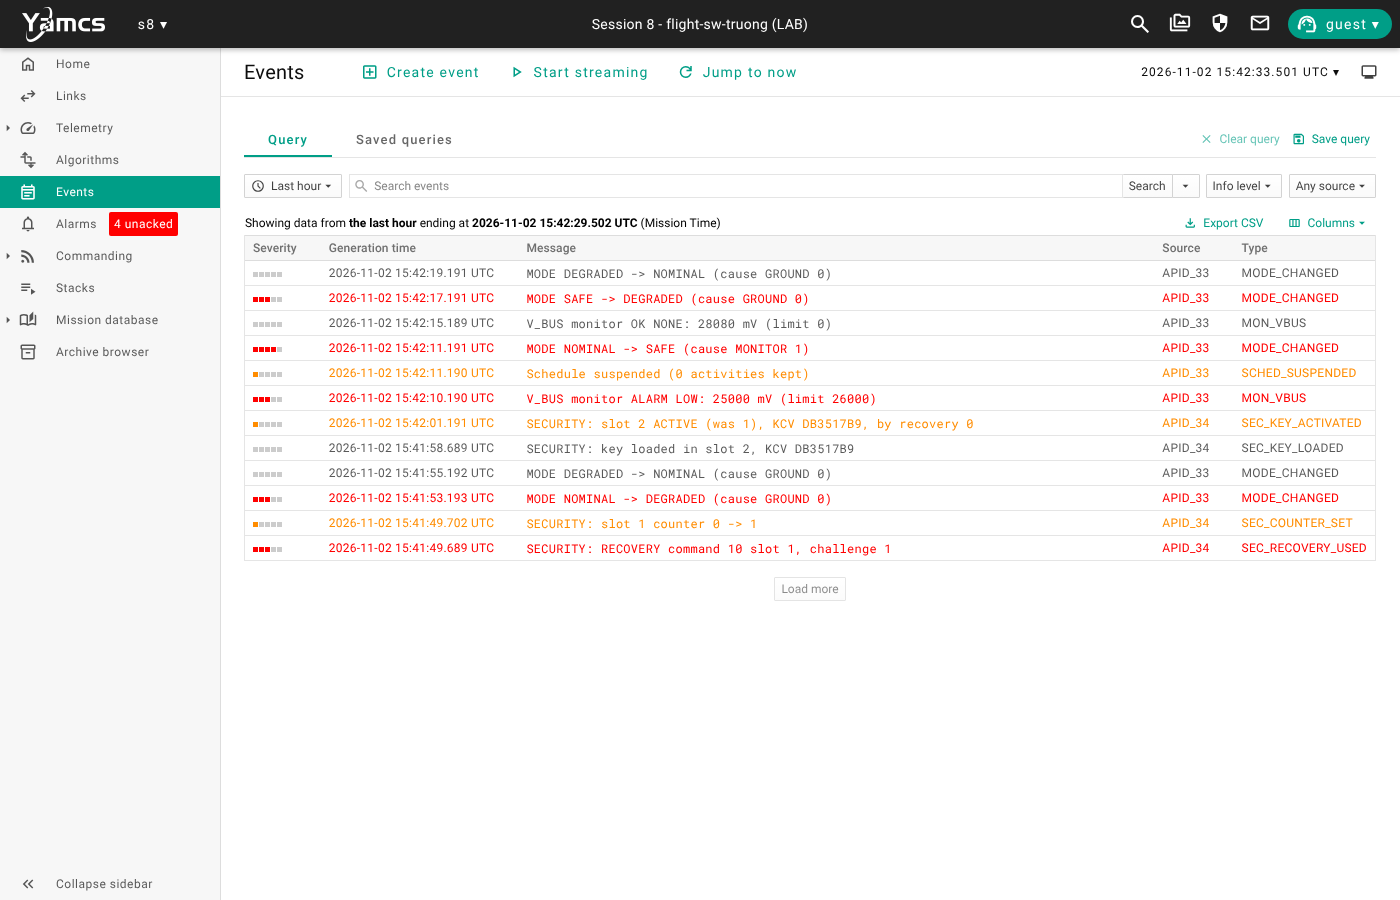 Yamcs s8 ▾ Session 8 - flight-sw-truong (LAB) guest ▾
Home
Links
Telemetry
Algorithms
Events
Alarms 4 unacked
Commanding
Stacks
Mission database
Archive browser
Collapse sidebar
Events Create event Start streaming Jump to now 2026-11-02 15:42:33.501 UTC ▾
Query Saved queries Clear query Save query
Last hour Search events Search Info level Any source
Showing data from the last hour ending at 2026-11-02 15:42:29.502 UTC (Mission Time) Export CSV Columns
Severity Generation time Message Source Type
2026-11-02 15:42:19.191 UTC MODE DEGRADED -> NOMINAL (cause GROUND 0) APID_33 MODE_CHANGED
2026-11-02 15:42:17.191 UTC MODE SAFE -> DEGRADED (cause GROUND 0) APID_33 MODE_CHANGED
2026-11-02 15:42:15.189 UTC V_BUS monitor OK NONE: 28080 mV (limit 0) APID_33 MON_VBUS
2026-11-02 15:42:11.191 UTC MODE NOMINAL -> SAFE (cause MONITOR 1) APID_33 MODE_CHANGED
2026-11-02 15:42:11.190 UTC Schedule suspended (0 activities kept) APID_33 SCHED_SUSPENDED
2026-11-02 15:42:10.190 UTC V_BUS monitor ALARM LOW: 25000 mV (limit 26000) APID_33 MON_VBUS
2026-11-02 15:42:01.191 UTC SECURITY: slot 2 ACTIVE (was 1), KCV DB3517B9, by recovery 0 APID_34 SEC_KEY_ACTIVATED
2026-11-02 15:41:58.689 UTC SECURITY: key loaded in slot 2, KCV DB3517B9 APID_34 SEC_KEY_LOADED
2026-11-02 15:41:55.192 UTC MODE DEGRADED -> NOMINAL (cause GROUND 0) APID_33 MODE_CHANGED
2026-11-02 15:41:53.193 UTC MODE NOMINAL -> DEGRADED (cause GROUND 0) APID_33 MODE_CHANGED
2026-11-02 15:41:49.702 UTC SECURITY: slot 1 counter 0 -> 1 APID_34 SEC_COUNTER_SET
2026-11-02 15:41:49.689 UTC SECURITY: RECOVERY command 10 slot 1, challenge 1 APID_34 SEC_RECOVERY_USED
Load more